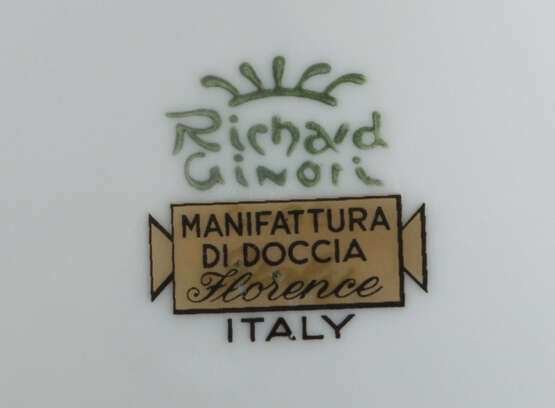 Richard
Ginori
MANIFATTURA
DI DOCCIA
Florence
ITALY